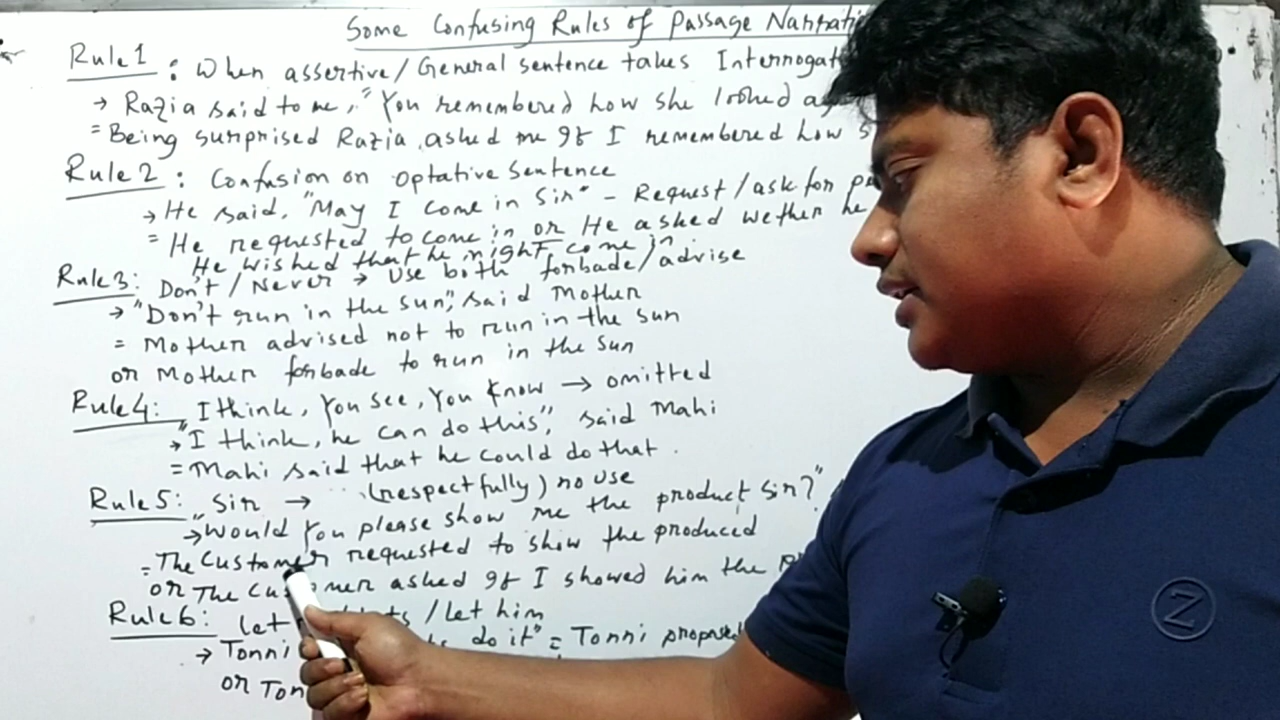 Some Confusing Rules of Passage Narrati
Rule 1 : When assertive/General sentence takes Interrogat
→ Razia said to me, "You remembered how she looked ag
= Being surprised Razia asked me If I remembered how s
Rule 2 : Confusion on Optative Sentence
→ He said, "May I come in Sir" - Request/ask for p
= He requested to come in or He asked wether he
He wished that he might come in
Rule 3: Don't/Never → Use both forbade/advise
→ "Don't run in the sun", said Mother
= Mother advised not to run in the sun
or Mother forbade to run in the sun
Rule 4: I think, You see, You know → omitted
→ "I think, he can do this", said Mahi
= Mahi said that he could do that.
Rule 5: Sir → (respectfully) no use
→ "Would You please show me the product Sir?"
= The Customer requested to show the produced
or The asked If I showed him the
Rule 6: let /let him
→ Tonni do it" = Tonni
or Ton
Z